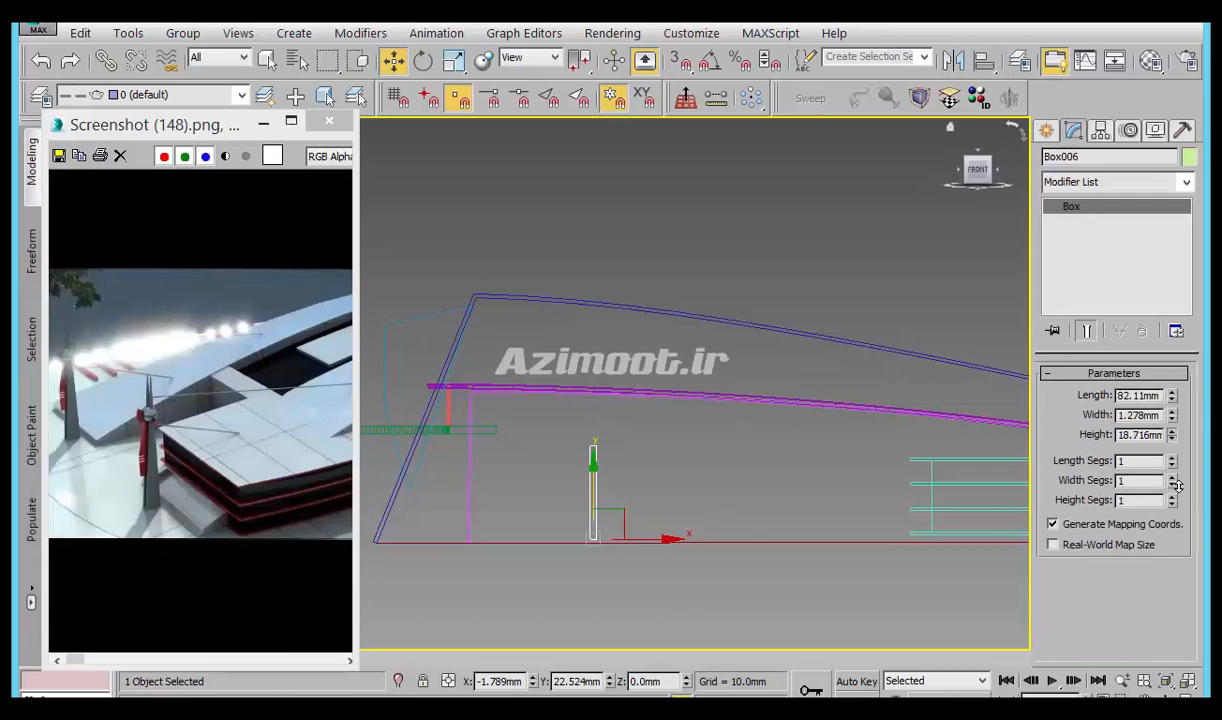 MAX
Edit Tools Group Views Create Modifiers Animation Graph Editors Rendering Customize MAXScript Help
All View 3 % ABC Create Selection Se
0 (default) XY Sweep 1D
Screenshot (148).png, ...
RGB Alpha
Modeling
Freeform
Selection
Object Paint
Populate
FRONT
Azimoot.ir
y
x
Box006
Modifier List
Box
Parameters
Length: 82.11mm
Width: 1.278mm
Height: 18.716mm
Length Segs: 1
Width Segs: 1
Height Segs: 1
Generate Mapping Coords.
Real-World Map Size
1 Object Selected X: -1.789mm Y: 22.524mm Z: 0.0mm Grid = 10.0mm Auto Key Selected